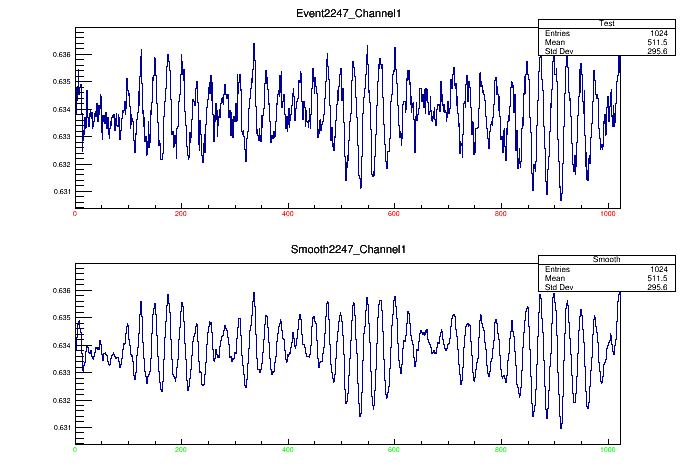 Event2247_Channel1
Test
Entries 1024
Mean 511.5
Std Dev 295.6
0.636
0.635
0.634
0.633
0.632
0.631
0 200 400 600 800 1000
Smooth2247_Channel1
Smooth
Entries 1024
Mean 511.5
Std Dev 295.6
0.636
0.635
0.634
0.633
0.632
0.631
0 200 400 600 800 1000